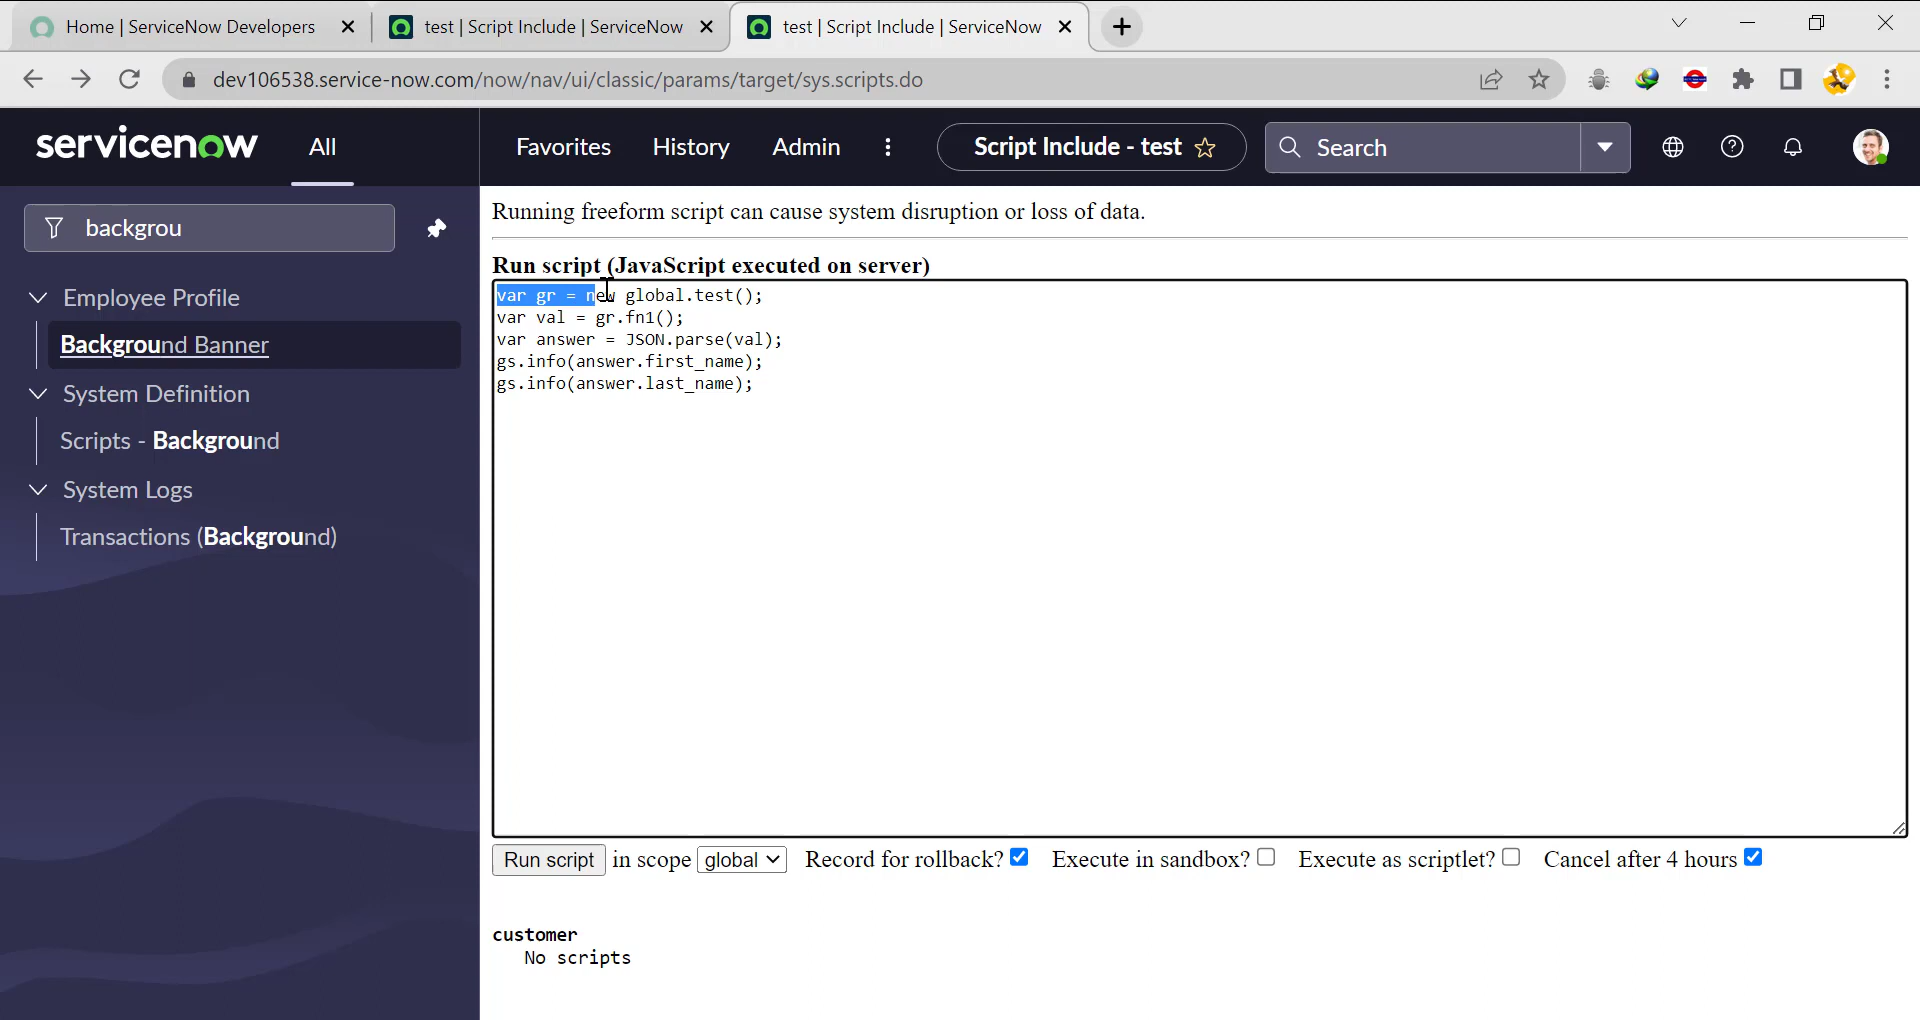 Home | ServiceNow Developers
test | Script Include | ServiceNow
test | Script Include | ServiceNow
dev106538.service-now.com/now/nav/ui/classic/params/target/sys.scripts.do
servicenow
All
Favorites
History
Admin
Script Include - test
Search
backgrou
Employee Profile
Background Banner
System Definition
Scripts - Background
System Logs
Transactions (Background)
Running freeform script can cause system disruption or loss of data.
Run script (JavaScript executed on server)
var gr = new global.test();
var val = gr.fn1();
var answer = JSON.parse(val);
gs.info(answer.first_name);
gs.info(answer.last_name);
Run script in scope global Record for rollback? Execute in sandbox? Execute as scriptlet? Cancel after 4 hours
customer
No scripts